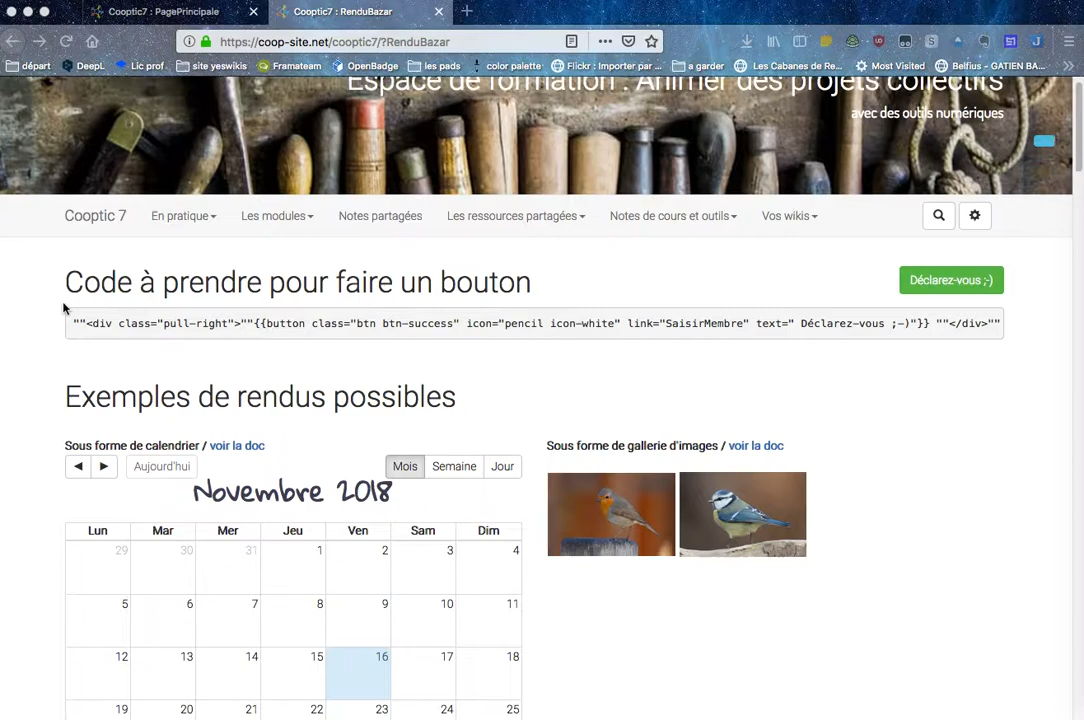 Cooptic7 : PagePrincipale
Cooptic7 : RenduBazar
https://coop-site.net/cooptic7/?RenduBazar
départ DeepL Lic prof site yeswiki Framateam OpenBadge les pads color palette Flickr : Importer par ... a garder Les Cabanes de Re... Most Visited Belfius - GATIEN BA...
Espace de formation : Animer des projets collectifs
avec des outils numériques
Cooptic 7 En pratique Les modules Notes partagées Les ressources partagées Notes de cours et outils Vos wikis
Code à prendre pour faire un bouton
Déclarez-vous ;-)
""<div class="pull-right">""{{button class="btn btn-success" icon="pencil icon-white" link="SaisirMembre" text=" Déclarez-vous ;-)"}} ""</div>""
Exemples de rendus possibles
Sous forme de calendrier / voir la doc
Aujourd'hui Mois Semaine Jour
Novembre 2018
Lun Mar Mer Jeu Ven Sam Dim
29 30 31 1 2 3 4
5 6 7 8 9 10 11
12 13 14 15 16 17 18
19 20 21 22 23 24 25
Sous forme de gallerie d'images / voir la doc